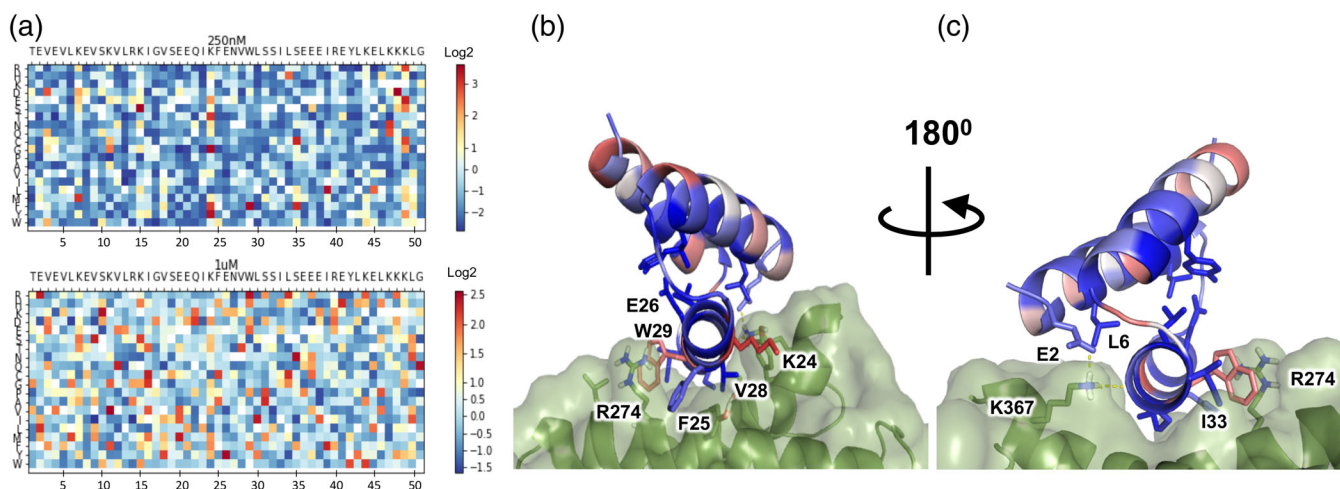 (a)
250nM
TEVEVLKEVSKVLRKIGVSEEQIKFENVWLSSILSEEEIREYLKELKKKLG
R
H
K
D
E
S
T
N
Q
C
G
P
A
V
I
L
M
F
Y
W
5 10 15 20 25 30 35 40 45 50
Log2
3
2
1
0
−1
−2
1uM
TEVEVLKEVSKVLRKIGVSEEQIKFENVWLSSILSEEEIREYLKELKKKLG
R
H
K
D
E
S
T
N
Q
C
G
P
A
V
I
L
M
F
Y
W
5 10 15 20 25 30 35 40 45 50
Log2
2.5
2.0
1.5
1.0
0.5
0.0
−0.5
−1.0
−1.5
(b)
E26
W29
K24
V28
R274
F25
180⁰
(c)
E2
L6
K367
R274
I33